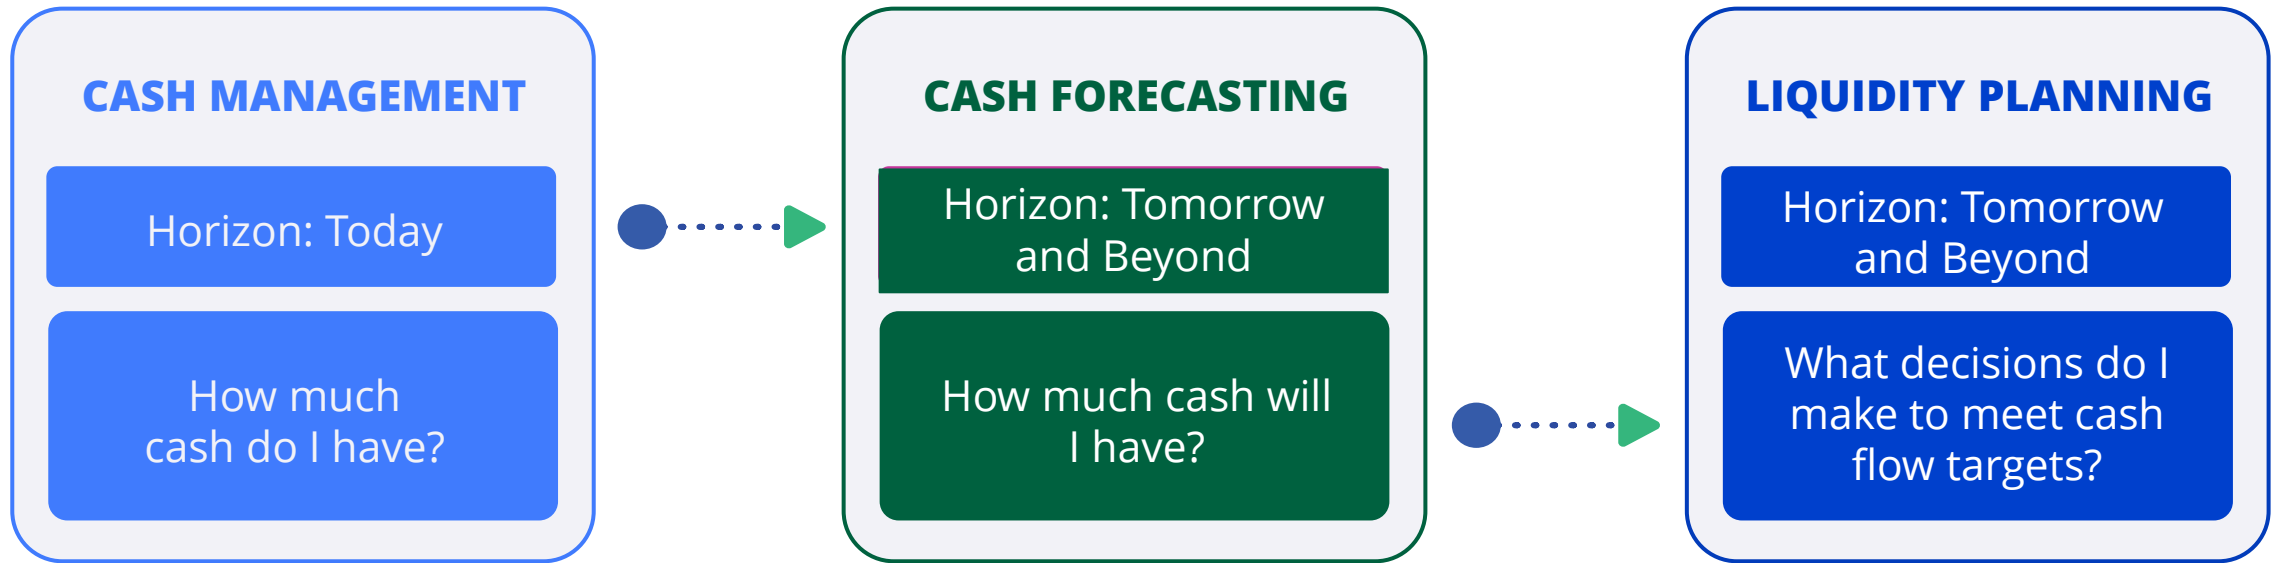 CASH MANAGEMENT
Horizon: Today
How much
cash do I have?
CASH FORECASTING
Horizon: Tomorrow
and Beyond
How much cash will
I have?
LIQUIDITY PLANNING
Horizon: Tomorrow
and Beyond
What decisions do I
make to meet cash
flow targets?